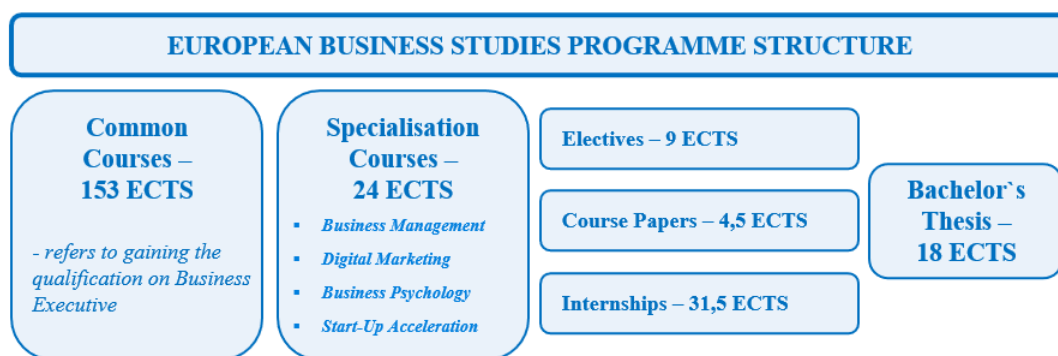 EUROPEAN BUSINESS STUDIES PROGRAMME STRUCTURE
Common
Courses –
153 ECTS
- refers to gaining the
qualification on Business
Executive
Specialisation
Courses –
24 ECTS
▪ Business Management
▪ Digital Marketing
▪ Business Psychology
▪ Start-Up Acceleration
Electives – 9 ECTS
Course Papers – 4,5 ECTS
Internships – 31,5 ECTS
Bachelor`s
Thesis –
18 ECTS